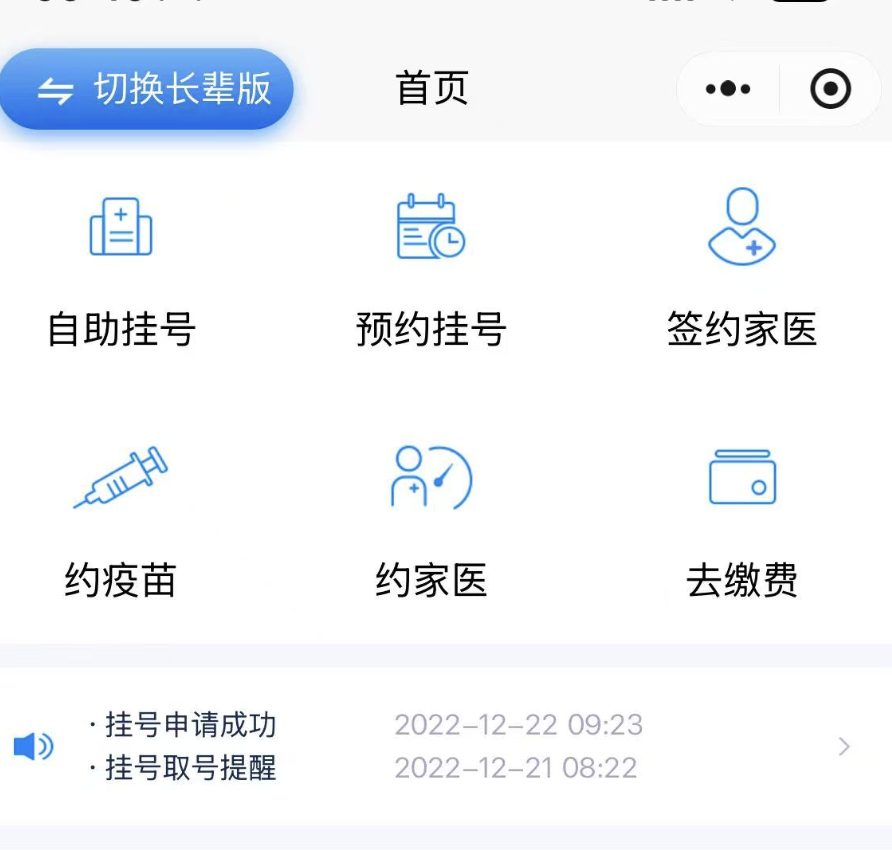 切换长辈版
首页
自助挂号
预约挂号
签约家医
约疫苗
约家医
去缴费
· 挂号申请成功 2022-12-22 09:23
· 挂号取号提醒 2022-12-21 08:22